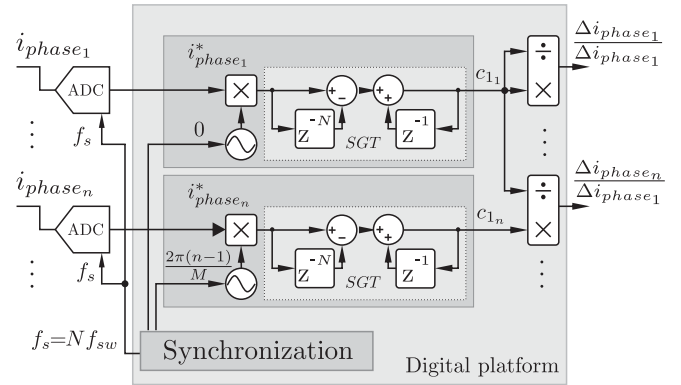 i_{phase_1}
ADC
f_s
⋮
i^*_{phase_1}
×
0
+
−
z^{-N}
SGT
+
+
z^{-1}
c_{1_1}
÷
×
Δi_{phase_1}
Δi_{phase_1}
⋮
i_{phase_n}
ADC
f_s
⋮
i^*_{phase_n}
×
2π(n−1)
M
+
−
z^{-N}
SGT
+
+
z^{-1}
c_{1_n}
÷
×
Δi_{phase_n}
Δi_{phase_1}
⋮
f_s=Nf_{sw}
Synchronization
Digital platform